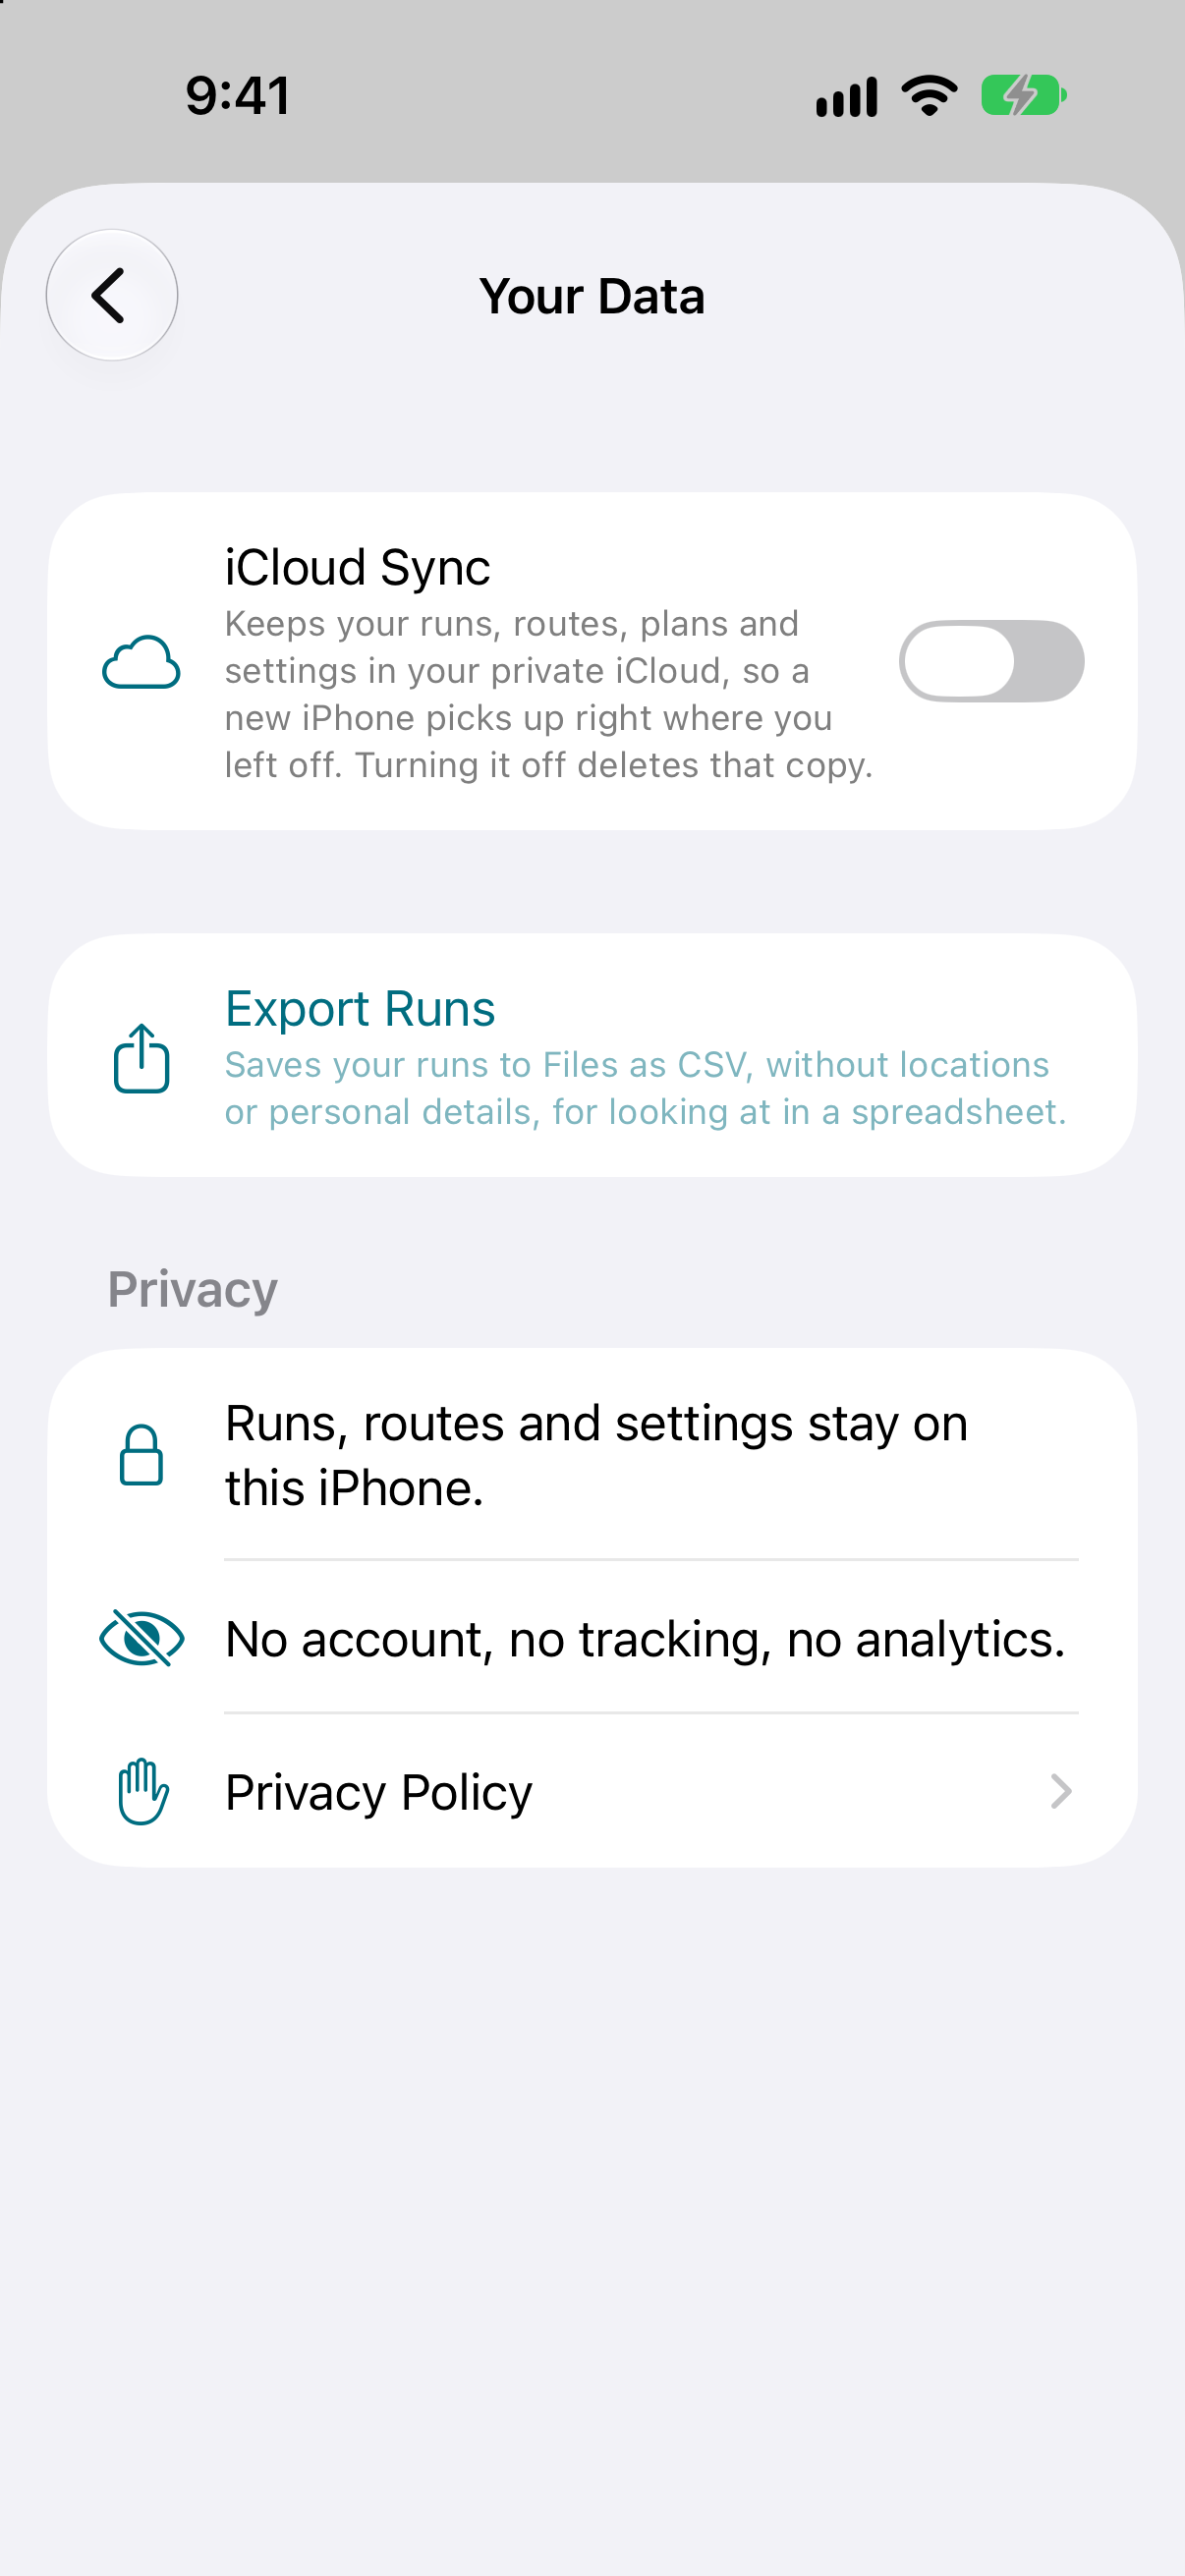 9:41
Your Data
iCloud Sync
Keeps your runs, routes, plans and
settings in your private iCloud, so a
new iPhone picks up right where you
left off. Turning it off deletes that copy.
Export Runs
Saves your runs to Files as CSV, without locations
or personal details, for looking at in a spreadsheet.
Privacy
Runs, routes and settings stay on
this iPhone.
No account, no tracking, no analytics.
Privacy Policy